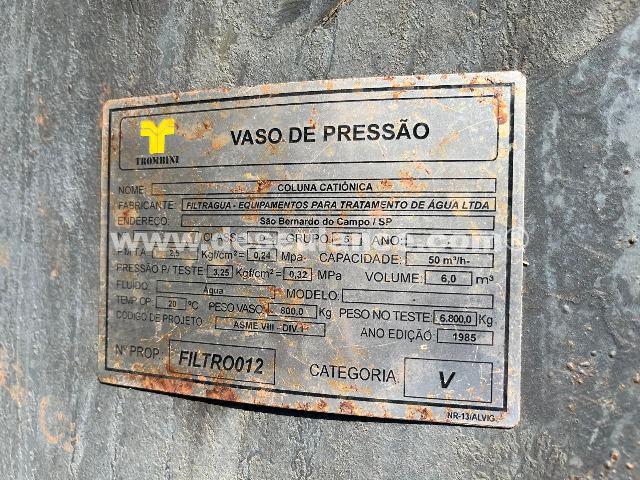 TROMBINI
VASO DE PRESSÃO
NOME: COLUNA CATIÔNICA
FABRICANTE: FILTRAGUA - EQUIPAMENTOS PARA TRATAMENTO DE ÁGUA LTDA
ENDEREÇO: São Bernardo do Campo / SP
GRUPO: 5 ANO:
2,5 Kgf/cm² = 0,24 Mpa CAPACIDADE: 50 m³/h-
PRESSÃO P/ TESTE 3,25 Kgf/cm² = 0,32 MPa VOLUME: 6,0 m³
FLUÍDO: Água MODELO:
TEMP. OP. 20 ºC PESO VASO: 800,0 Kg PESO NO TESTE: 6.800,0 Kg
CÓDIGO DE PROJETO: ASME VIII - DIV.1 ANO EDIÇÃO: 1985
Nº PROP. FILTRO012 CATEGORIA V
NR-13/ALVIG